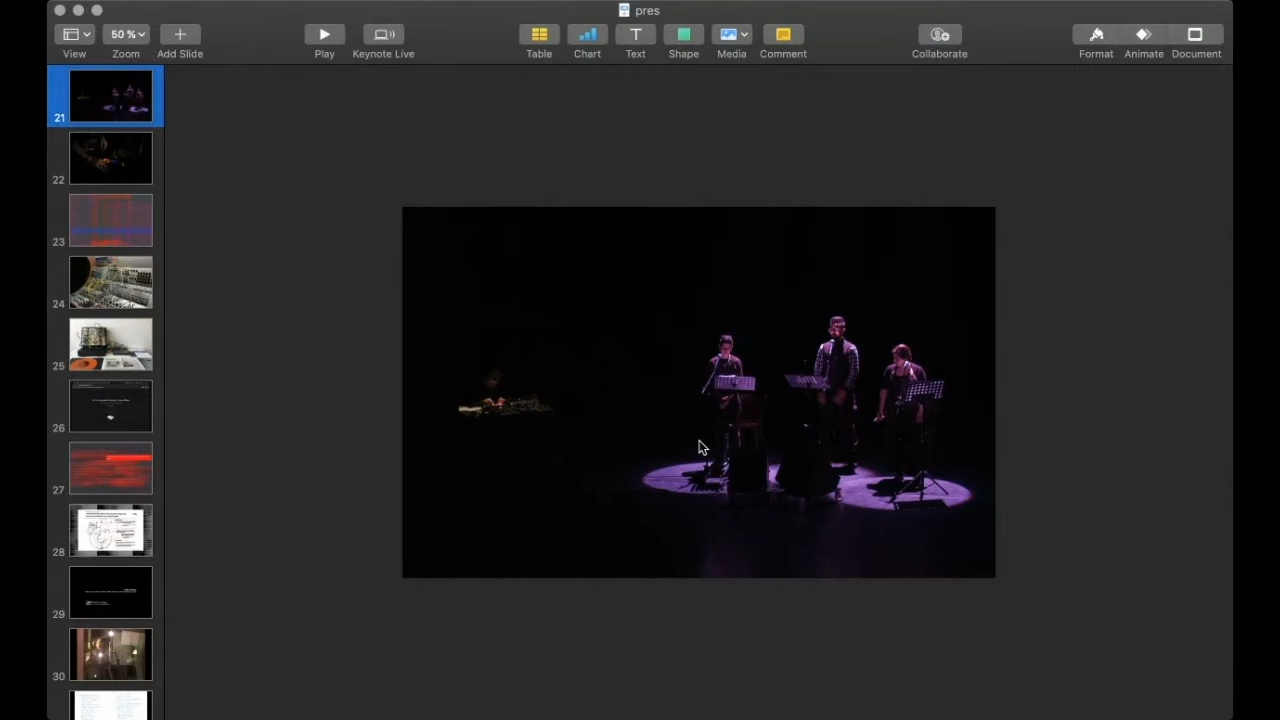 pres
50 %
View
Zoom
Add Slide
Play
Keynote Live
Table
Chart
Text
Shape
Media
Comment
Collaborate
Format
Animate
Document
21
22
23
24
25
26
27
28
29
30